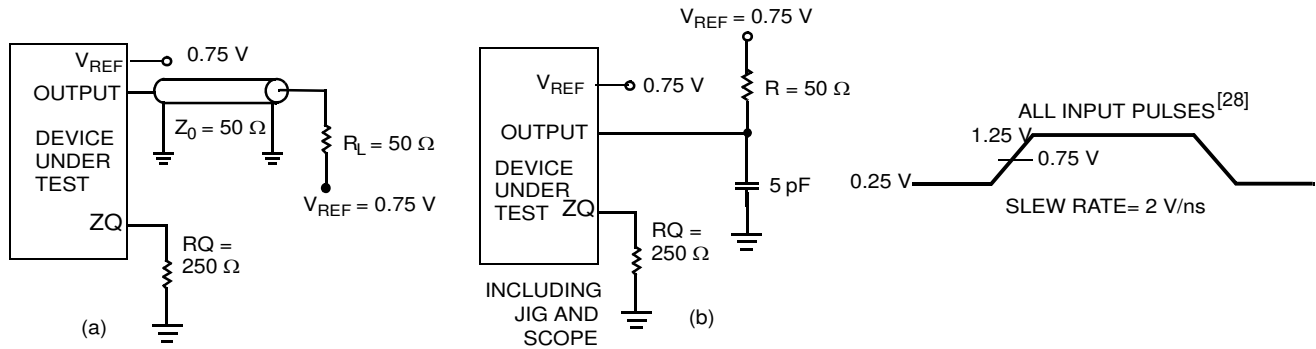 V_REF
0.75 V
OUTPUT
Z_0 = 50 Ω
DEVICE
UNDER
TEST
R_L = 50 Ω
V_REF = 0.75 V
ZQ
RQ =
250 Ω
(a)
V_REF = 0.75 V
V_REF
0.75 V
R = 50 Ω
OUTPUT
DEVICE
UNDER
TEST
5 pF
ZQ
RQ =
250 Ω
INCLUDING
JIG AND
SCOPE
(b)
ALL INPUT PULSES[28]
1.25 V
0.75 V
0.25 V
SLEW RATE= 2 V/ns